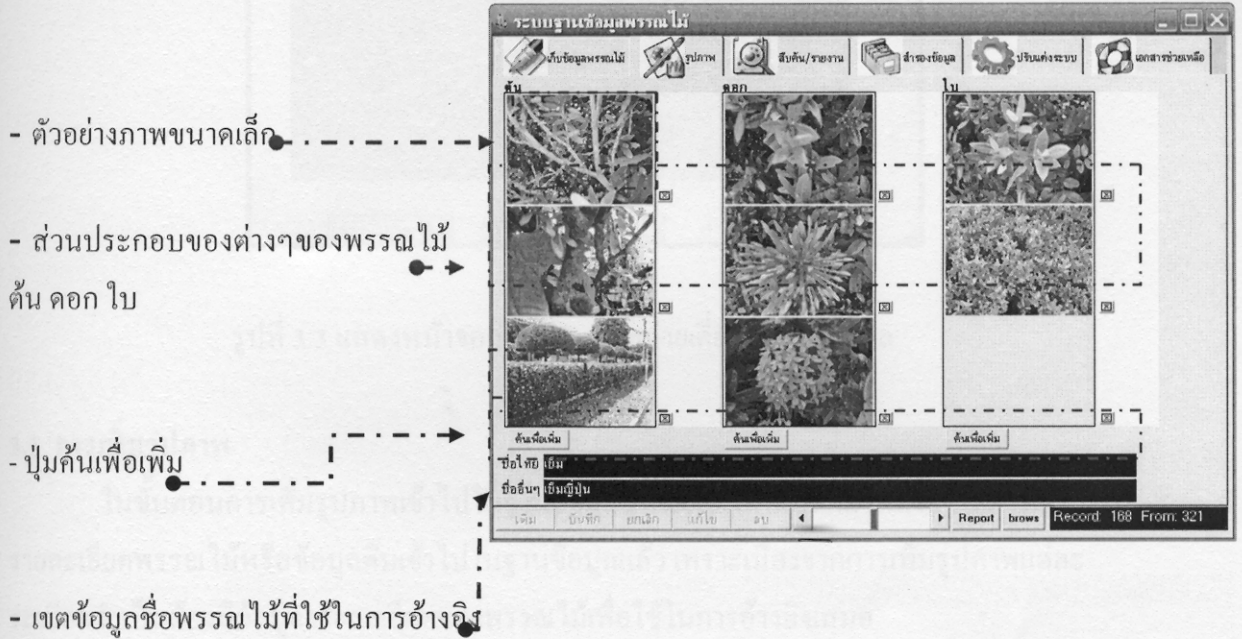 ระบบฐานข้อมูลพรรณไม้
เก็บข้อมูลพรรณไม้ รูปภาพ สืบค้น/รายงาน สำรองข้อมูล ปรับแต่งระบบ เอกสารช่วยเหลือ
ต้น ดอก ใบ
- ตัวอย่างภาพขนาดเล็ก
- ส่วนประกอบของต่างๆของพรรณไม้
ต้น ดอก ใบ
- ปุ่มค้นเพื่อเพิ่ม
ค้นเพื่อเพิ่ม ค้นเพื่อเพิ่ม ค้นเพื่อเพิ่ม
ชื่อไทย เข็ม
ชื่ออื่นๆ เข็มญี่ปุ่น
เพิ่ม บันทึก ยกเลิก แก้ไข ลบ Report brows Record: 168 From: 321
- เขตข้อมูลชื่อพรรณไม้ที่ใช้ในการอ้างอิง